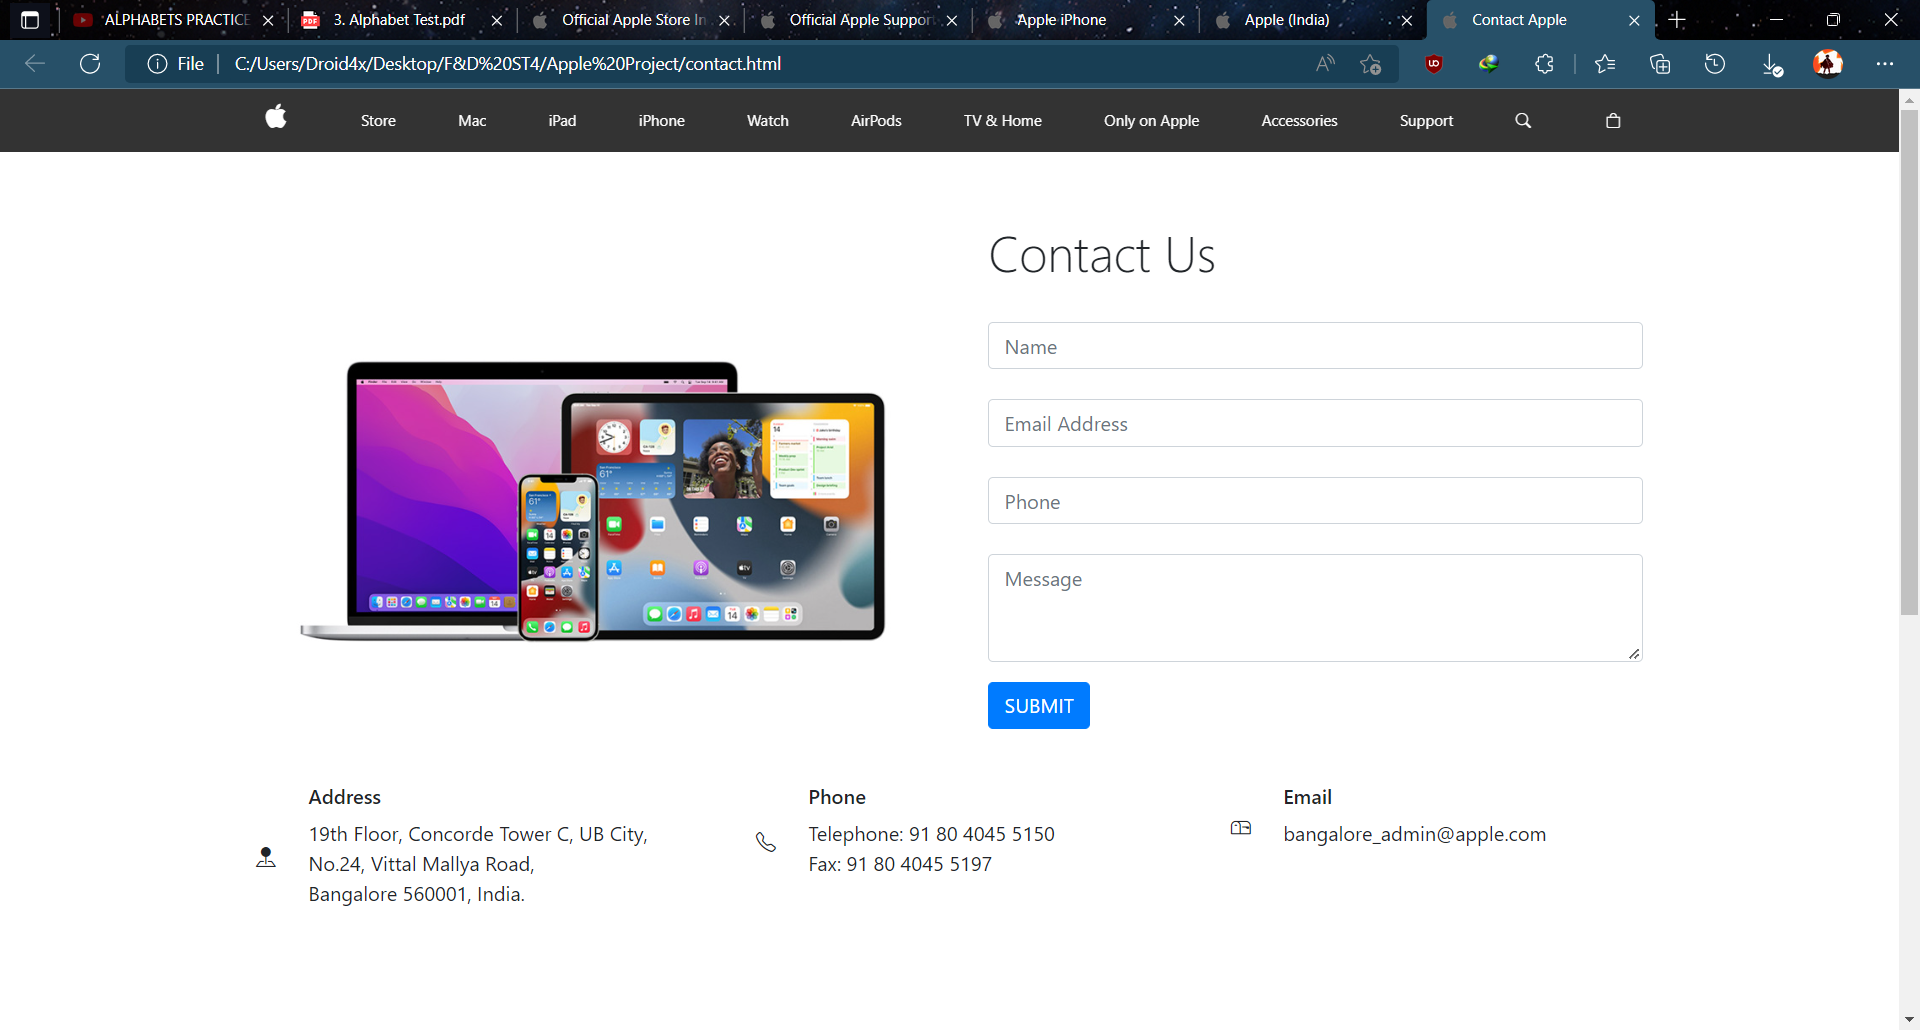 ALPHABETS PRACTICE
3. Alphabet Test.pdf
Official Apple Store In
Official Apple Suppor
Apple iPhone
Apple (India)
Contact Apple
File
C:/Users/Droid4x/Desktop/F&D%20ST4/Apple%20Project/contact.html
Store
Mac
iPad
iPhone
Watch
AirPods
TV & Home
Only on Apple
Accessories
Support
Contact Us
Name
Email Address
Phone
Message
SUBMIT
Address
19th Floor, Concorde Tower C, UB City,
No.24, Vittal Mallya Road,
Bangalore 560001, India.
Phone
Telephone: 91 80 4045 5150
Fax: 91 80 4045 5197
Email
bangalore_admin@apple.com